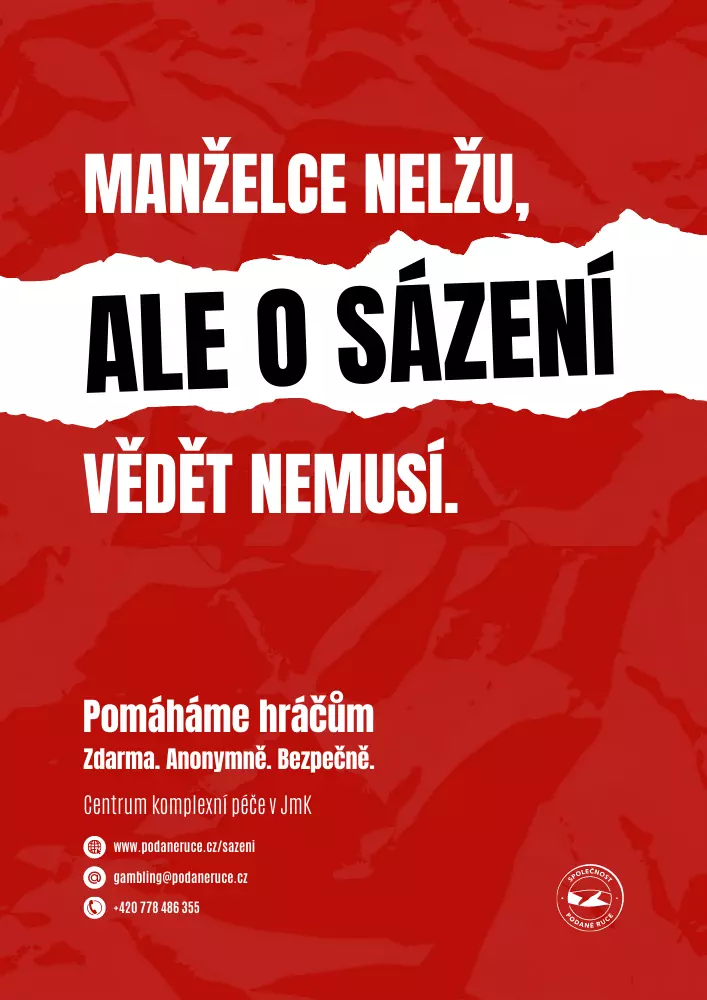 MANŽELCE NELŽU,
ALE O SÁZENÍ
VĚDĚT NEMUSÍ.
Pomáháme hráčům
Zdarma. Anonymně. Bezpečně.
Centrum komplexní péče v JmK
www.podaneruce.cz/sazeni
gambling@podaneruce.cz
+420 778 486 355
SPOLEČNOST
PODANÉ RUCE